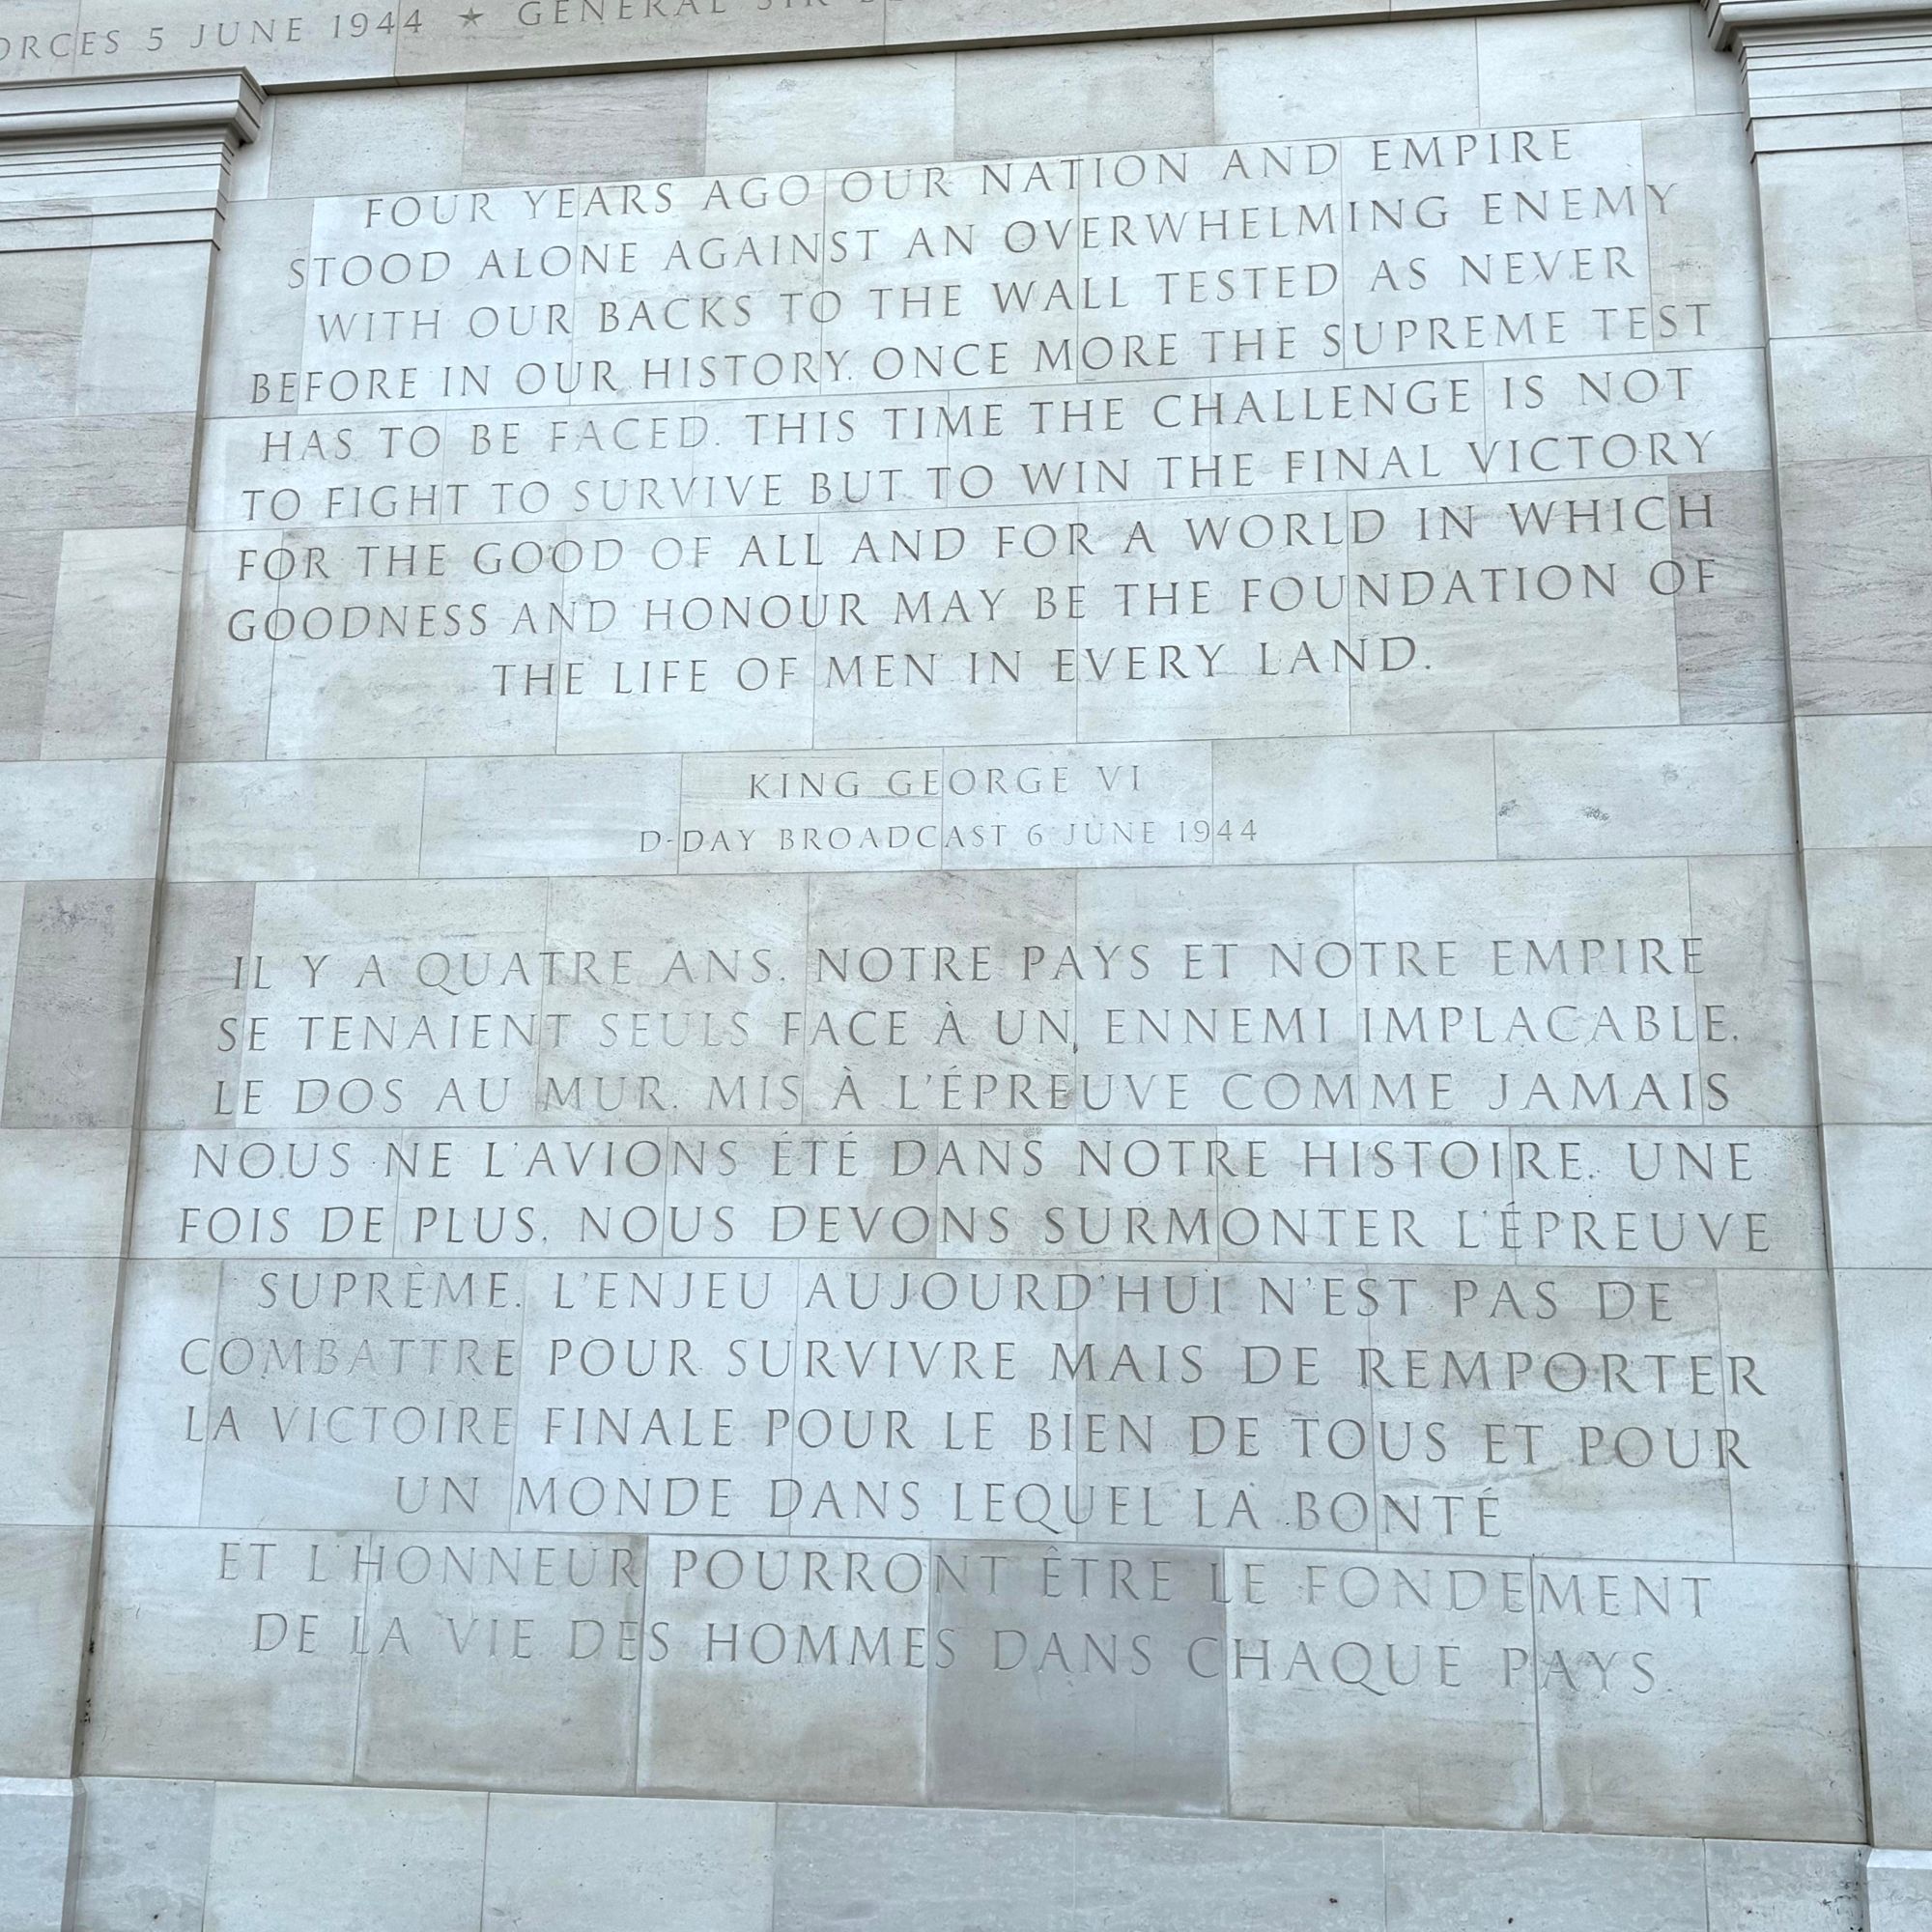 ORCES 5 JUNE 1944 ★ GENERAL SIR
FOUR YEARS AGO OUR NATION AND EMPIRE
STOOD ALONE AGAINST AN OVERWHELMING ENEMY
WITH OUR BACKS TO THE WALL TESTED AS NEVER
BEFORE IN OUR HISTORY. ONCE MORE THE SUPREME TEST
HAS TO BE FACED. THIS TIME THE CHALLENGE IS NOT
TO FIGHT TO SURVIVE BUT TO WIN THE FINAL VICTORY
FOR THE GOOD OF ALL AND FOR A WORLD IN WHICH
GOODNESS AND HONOUR MAY BE THE FOUNDATION OF
THE LIFE OF MEN IN EVERY LAND.
KING GEORGE VI
D-DAY BROADCAST 6 JUNE 1944
IL Y A QUATRE ANS, NOTRE PAYS ET NOTRE EMPIRE
SE TENAIENT SEULS FACE À UN ENNEMI IMPLACABLE,
LE DOS AU MUR, MIS À L'ÉPREUVE COMME JAMAIS
NOUS NE L'AVIONS ÉTÉ DANS NOTRE HISTOIRE. UNE
FOIS DE PLUS, NOUS DEVONS SURMONTER L'ÉPREUVE
SUPRÈME. L'ENJEU AUJOURD'HUI N'EST PAS DE
COMBATTRE POUR SURVIVRE MAIS DE REMPORTER
LA VICTOIRE FINALE POUR LE BIEN DE TOUS ET POUR
UN MONDE DANS LEQUEL LA BONTÉ
ET L'HONNEUR POURRONT ÊTRE LE FONDEMENT
DE LA VIE DES HOMMES DANS CHAQUE PAYS.